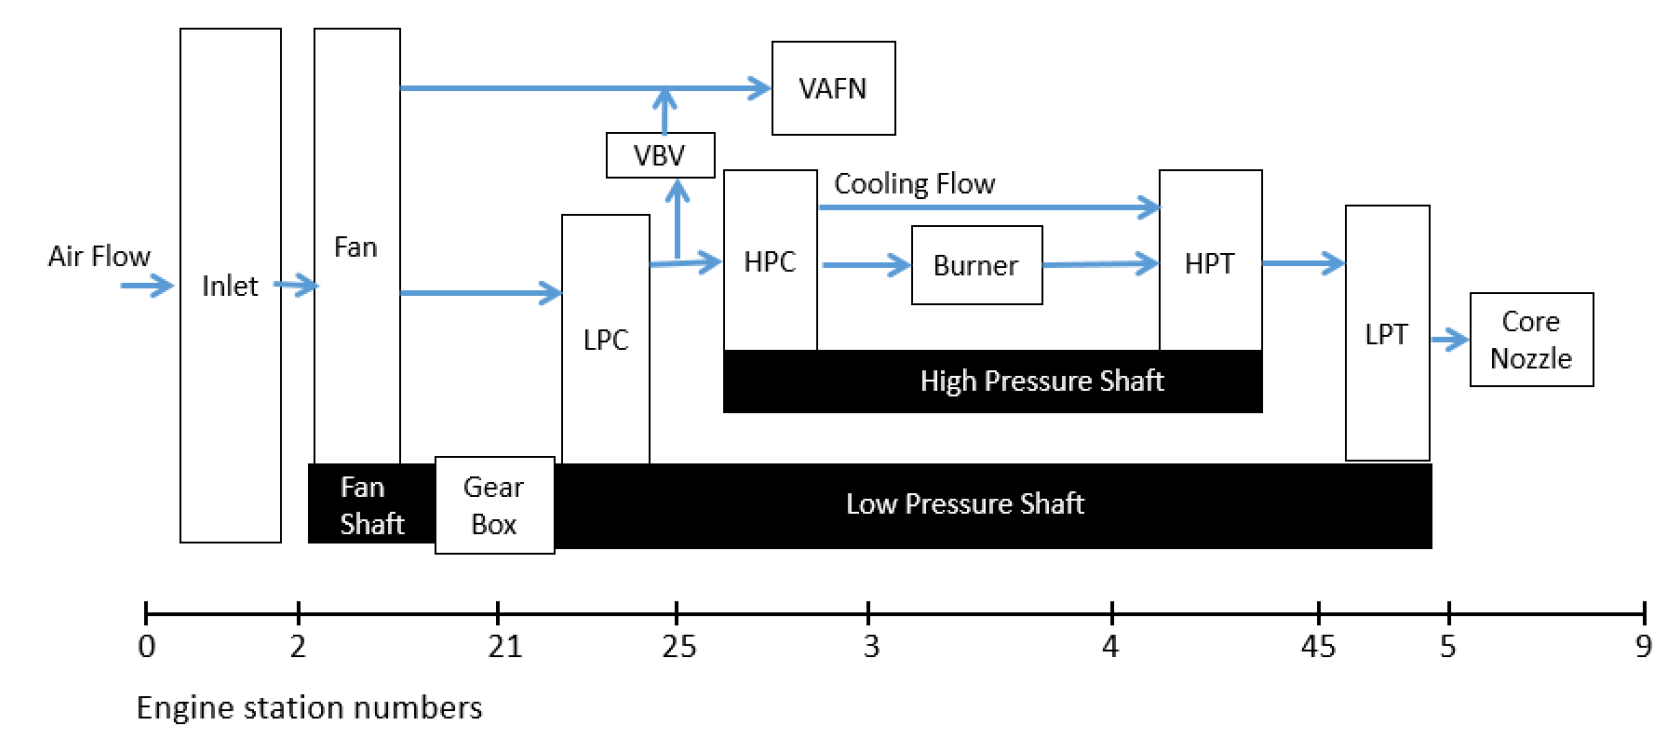 VAFN
VBV
Cooling Flow
Air Flow
Inlet
Fan
LPC
HPC
Burner
HPT
LPT
Core
Nozzle
High Pressure Shaft
Fan
Shaft
Gear
Box
Low Pressure Shaft
0 2 21 25 3 4 45 5 9
Engine station numbers